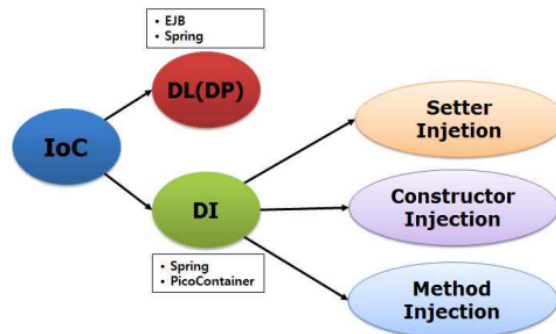 • EJB
• Spring
DL(DP)
IoC
DI
• Spring
• PicoContainer
Setter
Injetion
Constructor
Injection
Method
Injection